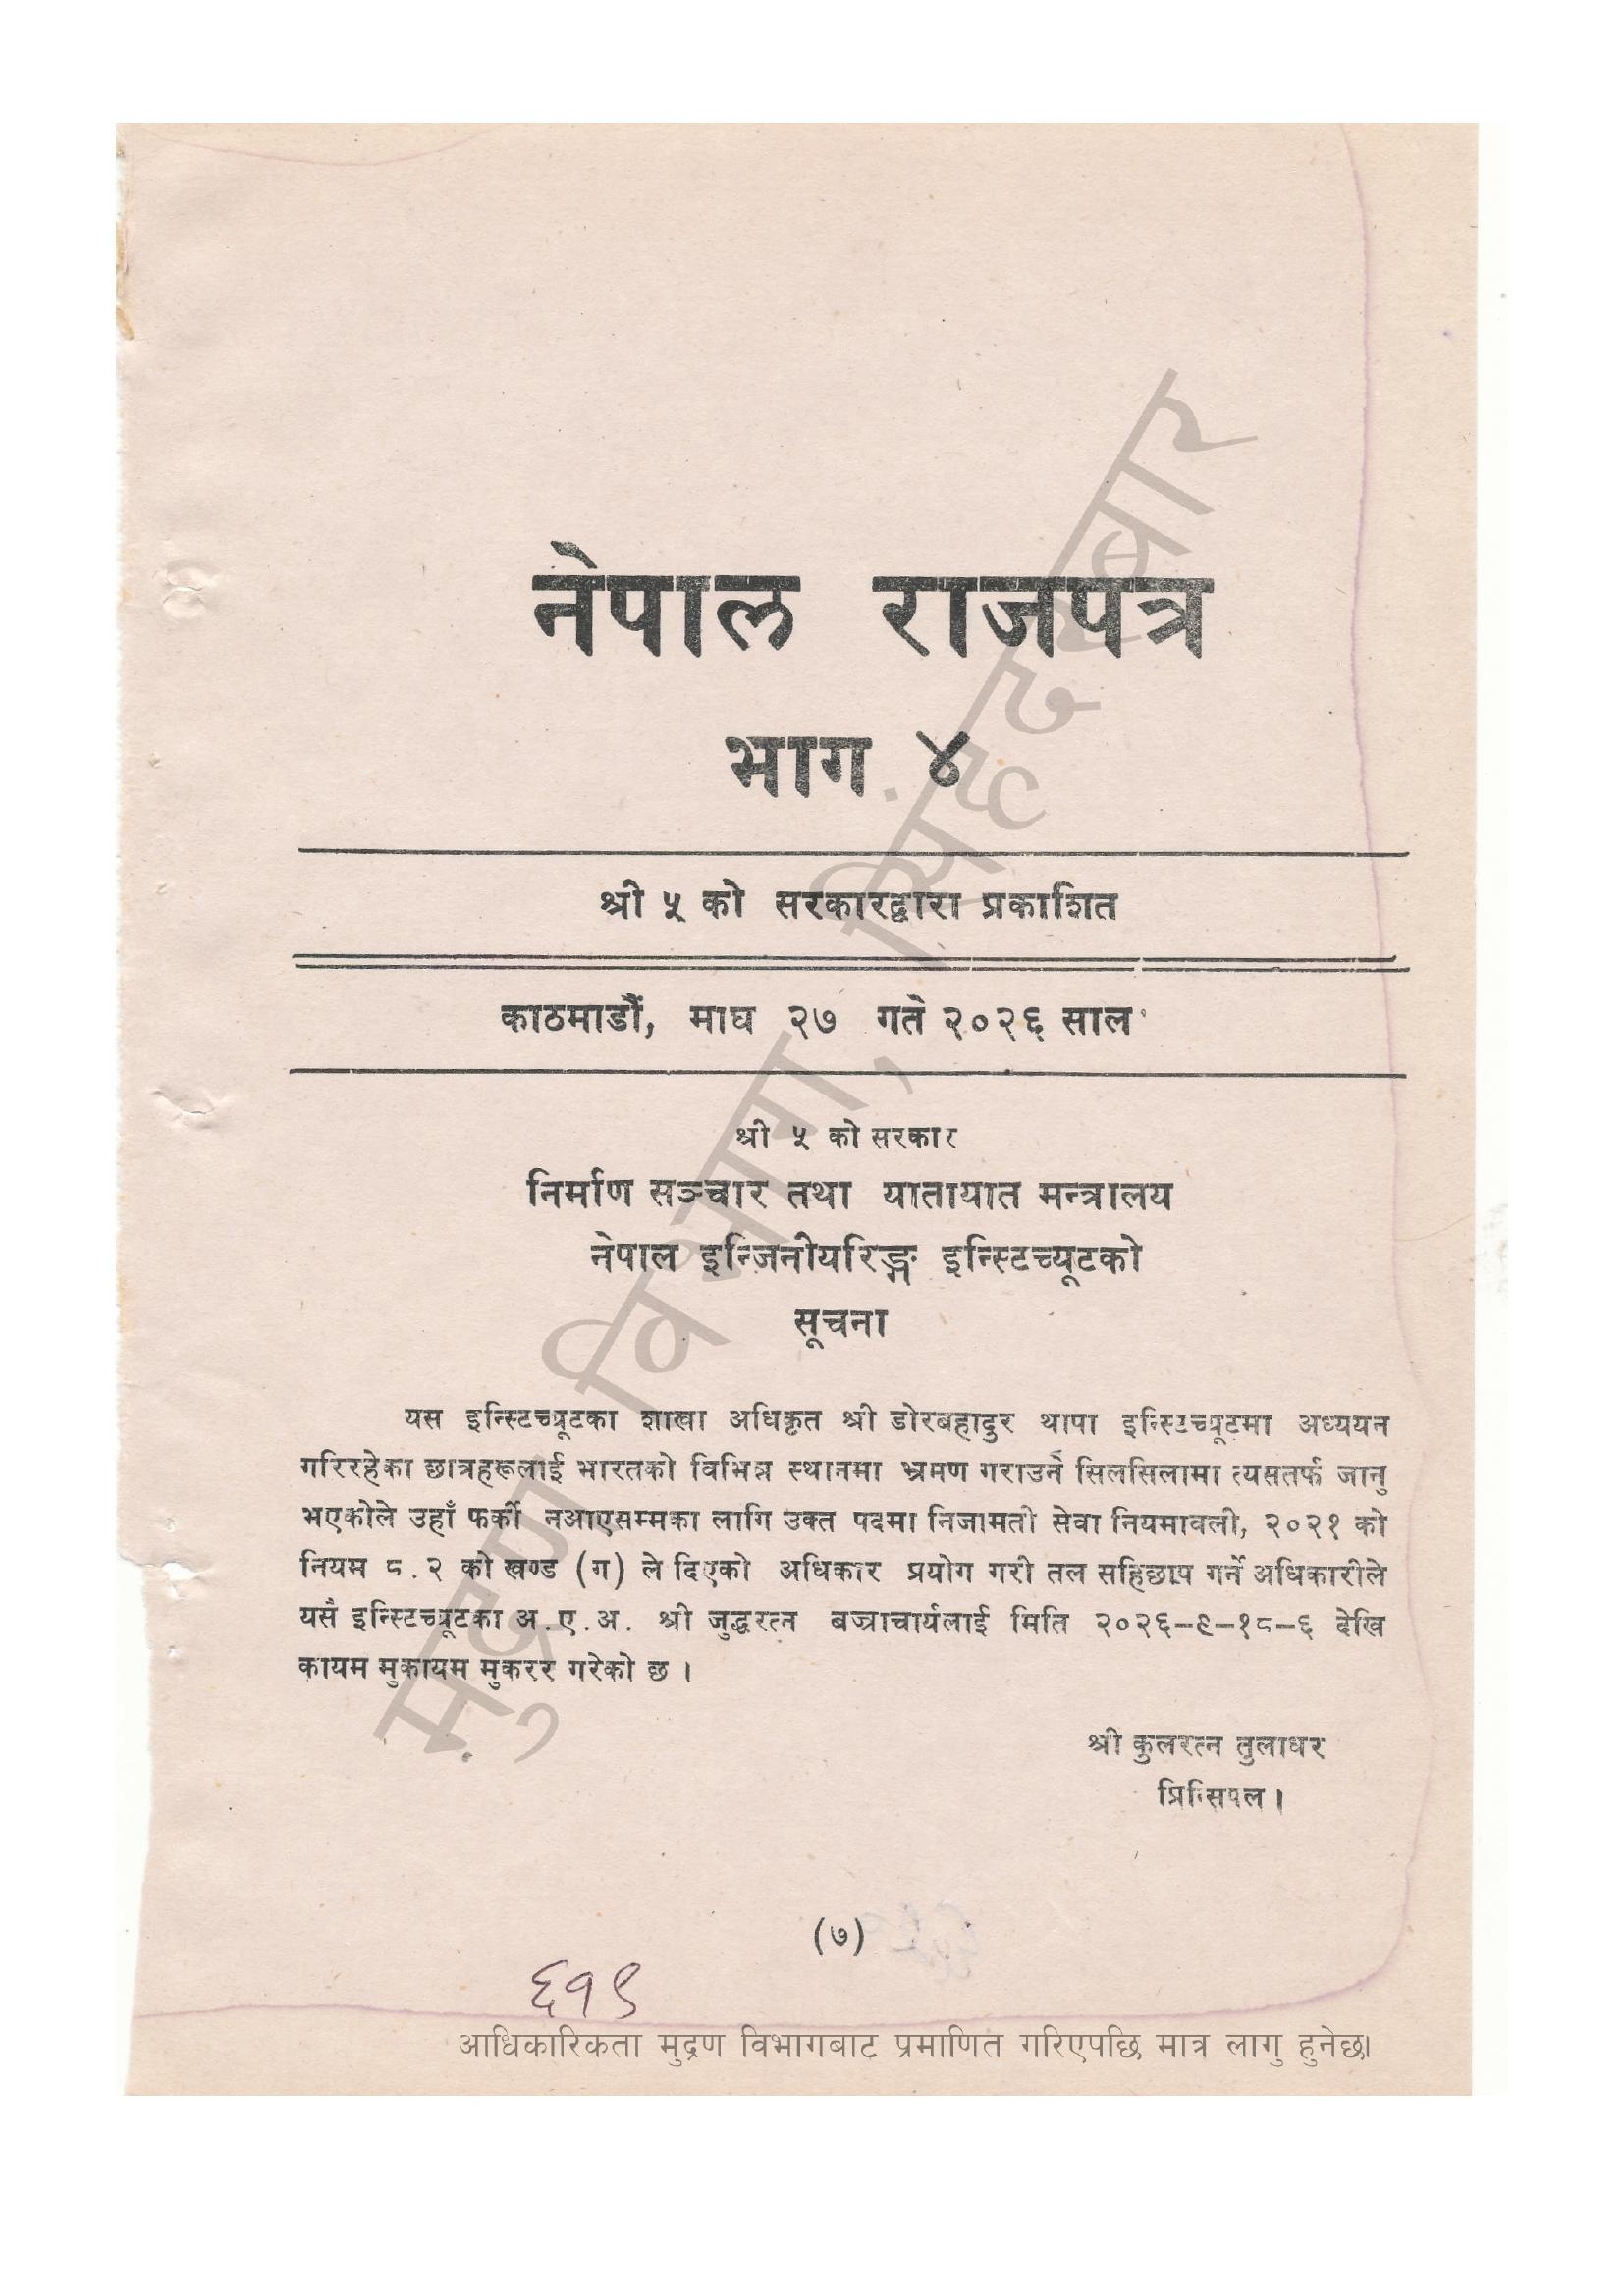 नेपाल राजपत्र
भाग ४
श्री ५ को सरकारद्वारा प्रकाशित
काठमाडौं, माघ २७ गते २०२६ साल
श्री ५ को सरकार
निर्माण सञ्चार तथा यातायात मन्त्रालय
नेपाल इन्जिनीयरिङ्ग इन्स्टिच्यूटको
सूचना
यस इन्स्टिच्यूटका शाखा अधिकृत श्री डोरबहादुर थापा इन्स्टिच्यूटमा अध्ययन
गरिरहेका छात्रहरूलाई भारतको विभिन्न स्थानमा भ्रमण गराउने सिलसिलामा त्यसतर्फ जानु
भएकोले उहाँ फर्की नआएसम्मका लागि उक्त पदमा निजामती सेवा नियमावली, २०२१ को
नियम ८.२ को खण्ड (ग) ले दिएको अधिकार प्रयोग गरी तल सहिछाप गर्ने अधिकारीले
यसै इन्स्टिच्यूटका अ.ए.अ. श्री जुद्धरत्न बज्राचार्यलाई मिति २०२६-९-१८-६ देखि
कायम मुकायम मुकरर गरेको छ ।
श्री कुलरत्न तुलाधर
प्रिन्सिपल ।
(७)
६१९
आधिकारिकता मुद्रण विभागबाट प्रमाणित गरिएपछि मात्र लागु हुनेछ।
मुद्रण विभाग, सिंहदरबार